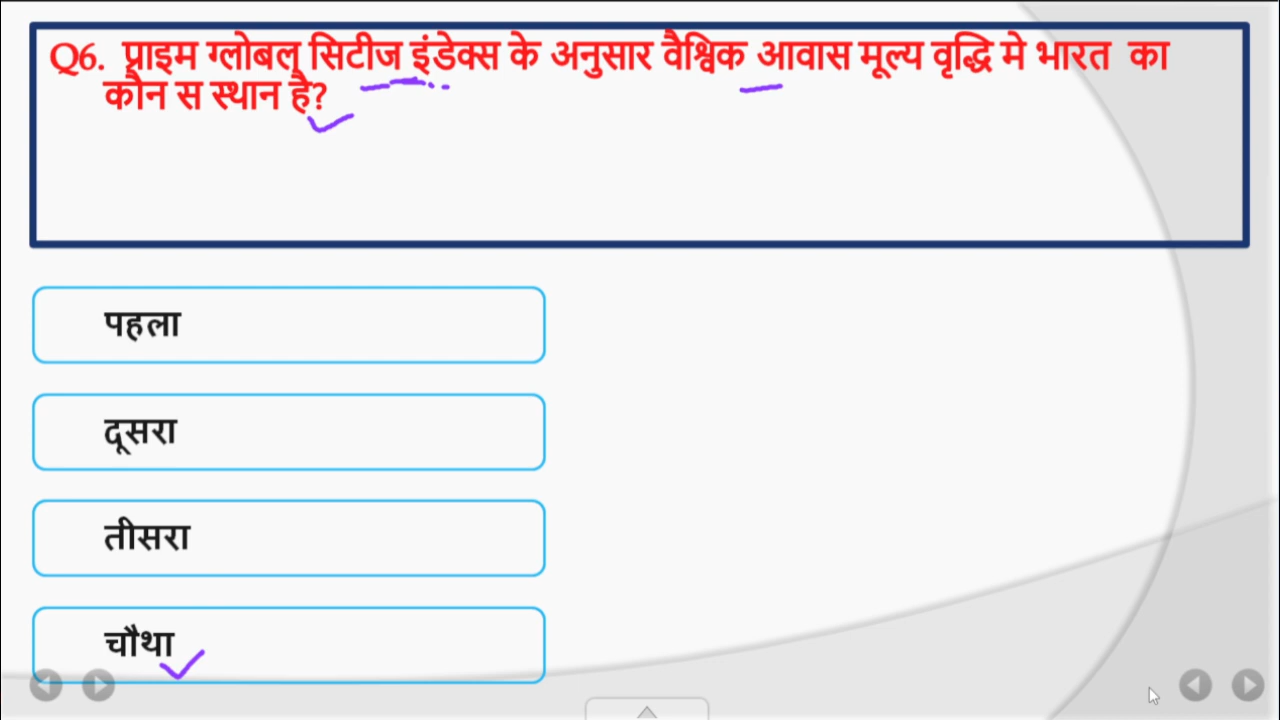 Q6. प्राइम ग्लोबल सिटीज इंडेक्स के अनुसार वैश्विक आवास मूल्य वृद्धि मे भारत का
कौन स स्थान है?
पहला
दूसरा
तीसरा
चौथा